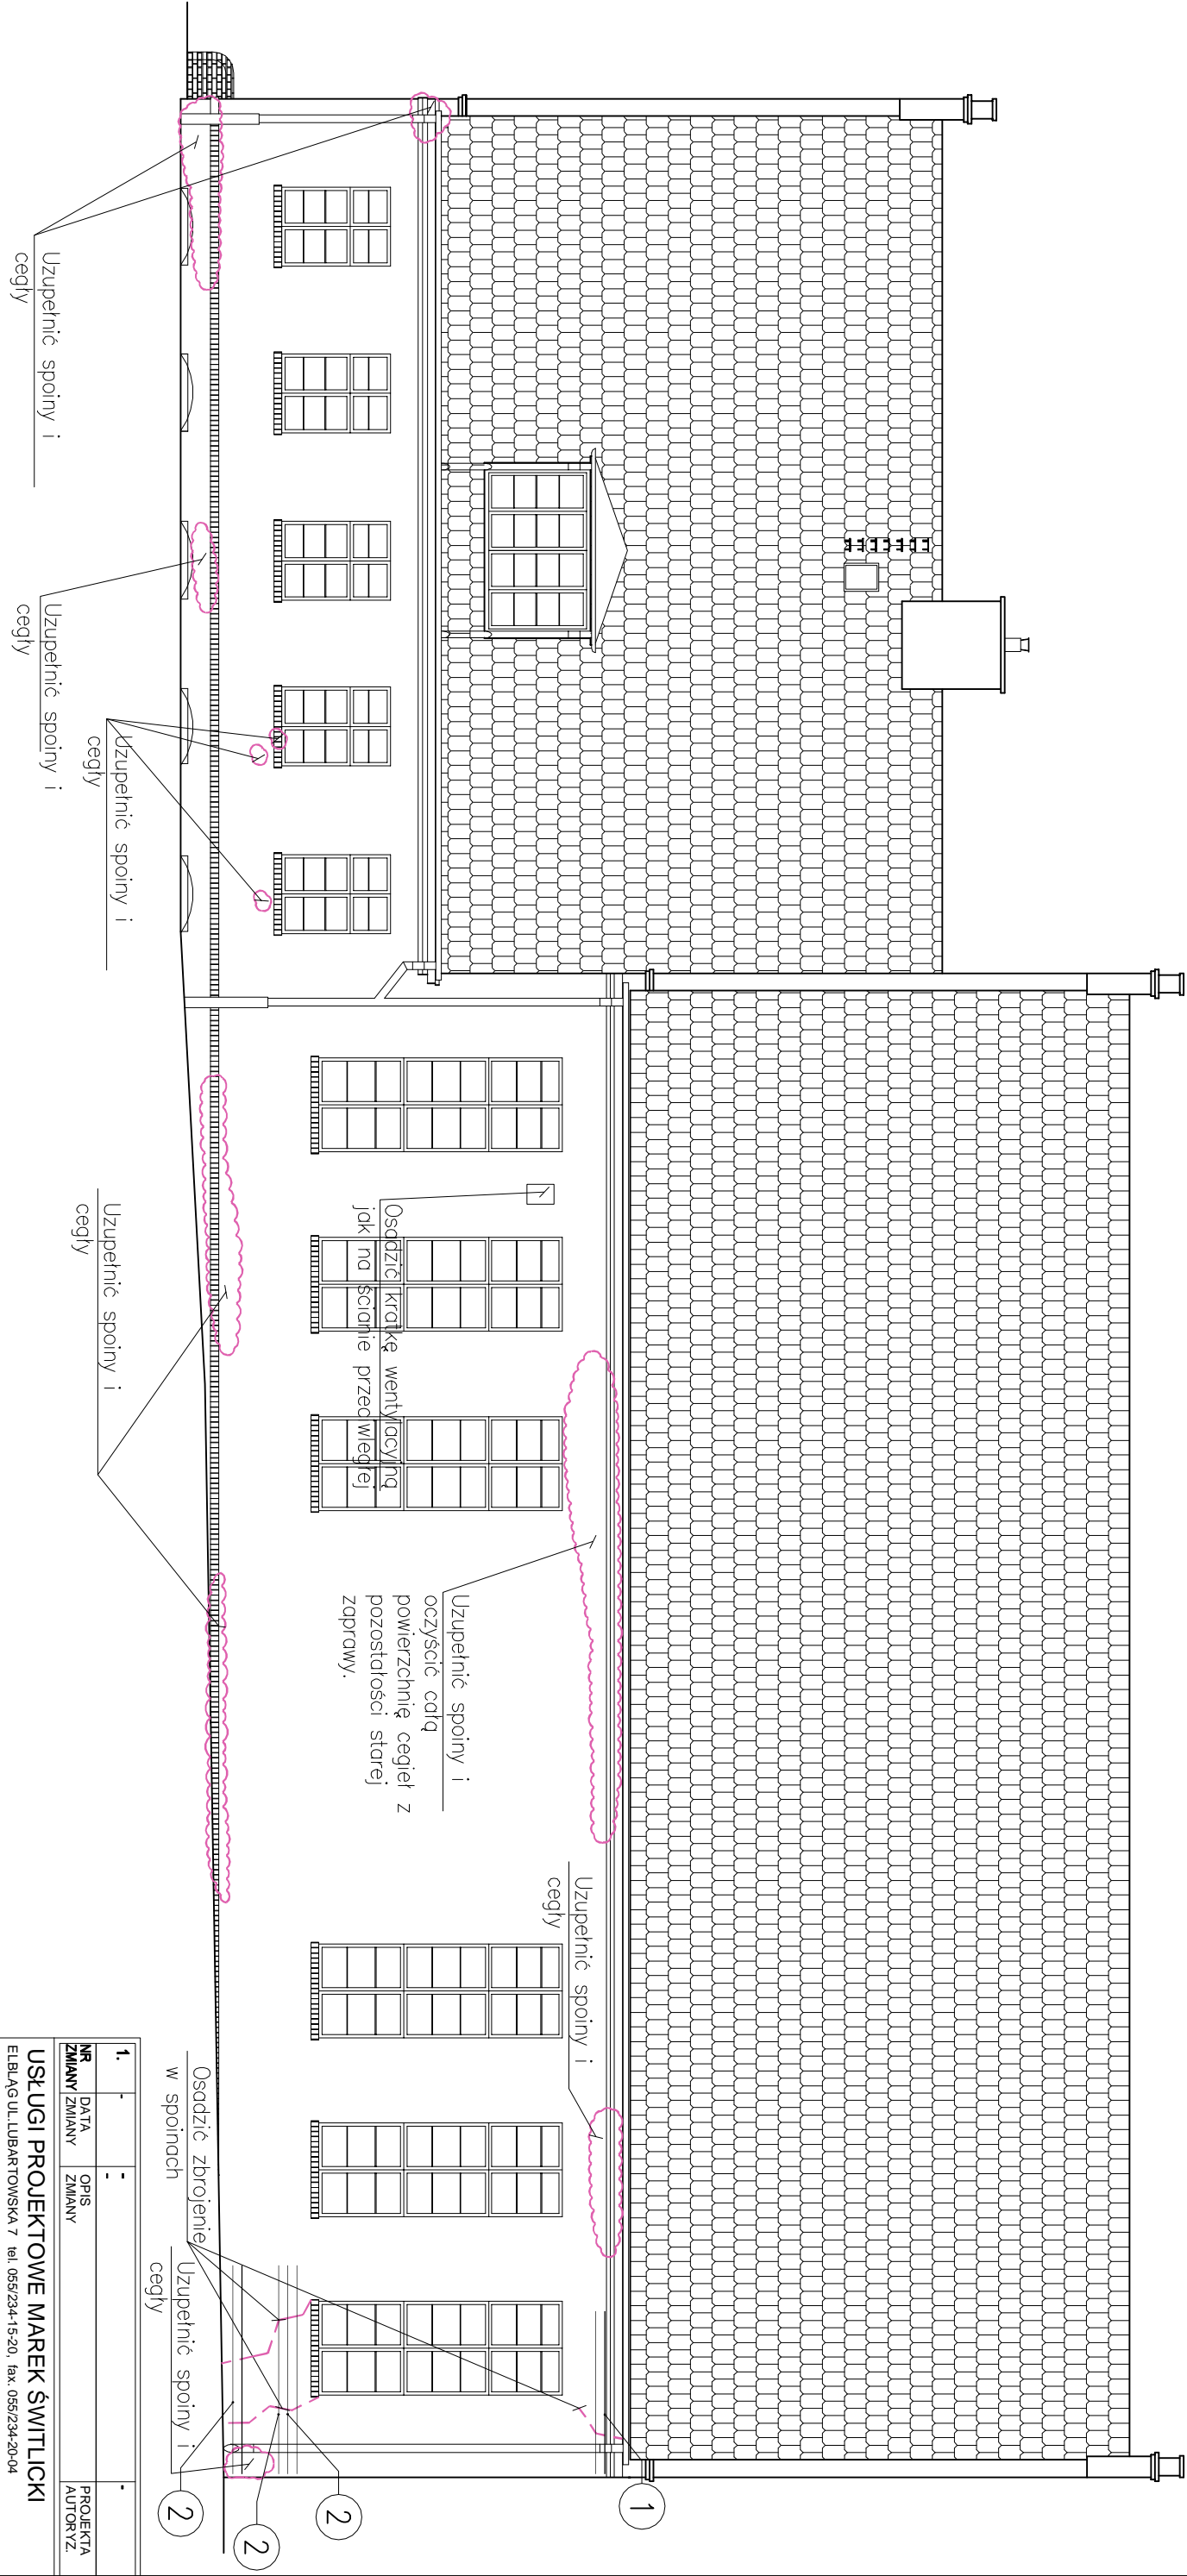 Uzupełnić spoiny i
cegły
Uzupełnić spoiny i
cegły
Uzupełnić spoiny i
cegły
Uzupełnić spoiny i
cegły
Osadzić kratkę wentylacyjną
jak na ścianie przeciwległej
Uzupełnić spoiny i
oczyścić całą
powierzchnię cegieł z
pozostałości starej
zaprawy.
Uzupełnić spoiny i
cegły
Osadzić zbrojenie
w spoinach
Uzupełnić spoiny i
cegły
1
2
2
2
1. - - -
-
NR ZMIANY
DATA ZMIANY
OPIS ZMIANY
PROJEKTA
AUTORYZ.
USŁUGI PROJEKTOWE MAREK ŚWITLICKI
ELBLĄG UL.LUBARTOWSKA 7 tel. 055/234-15-20, fax. 055/234-20-04